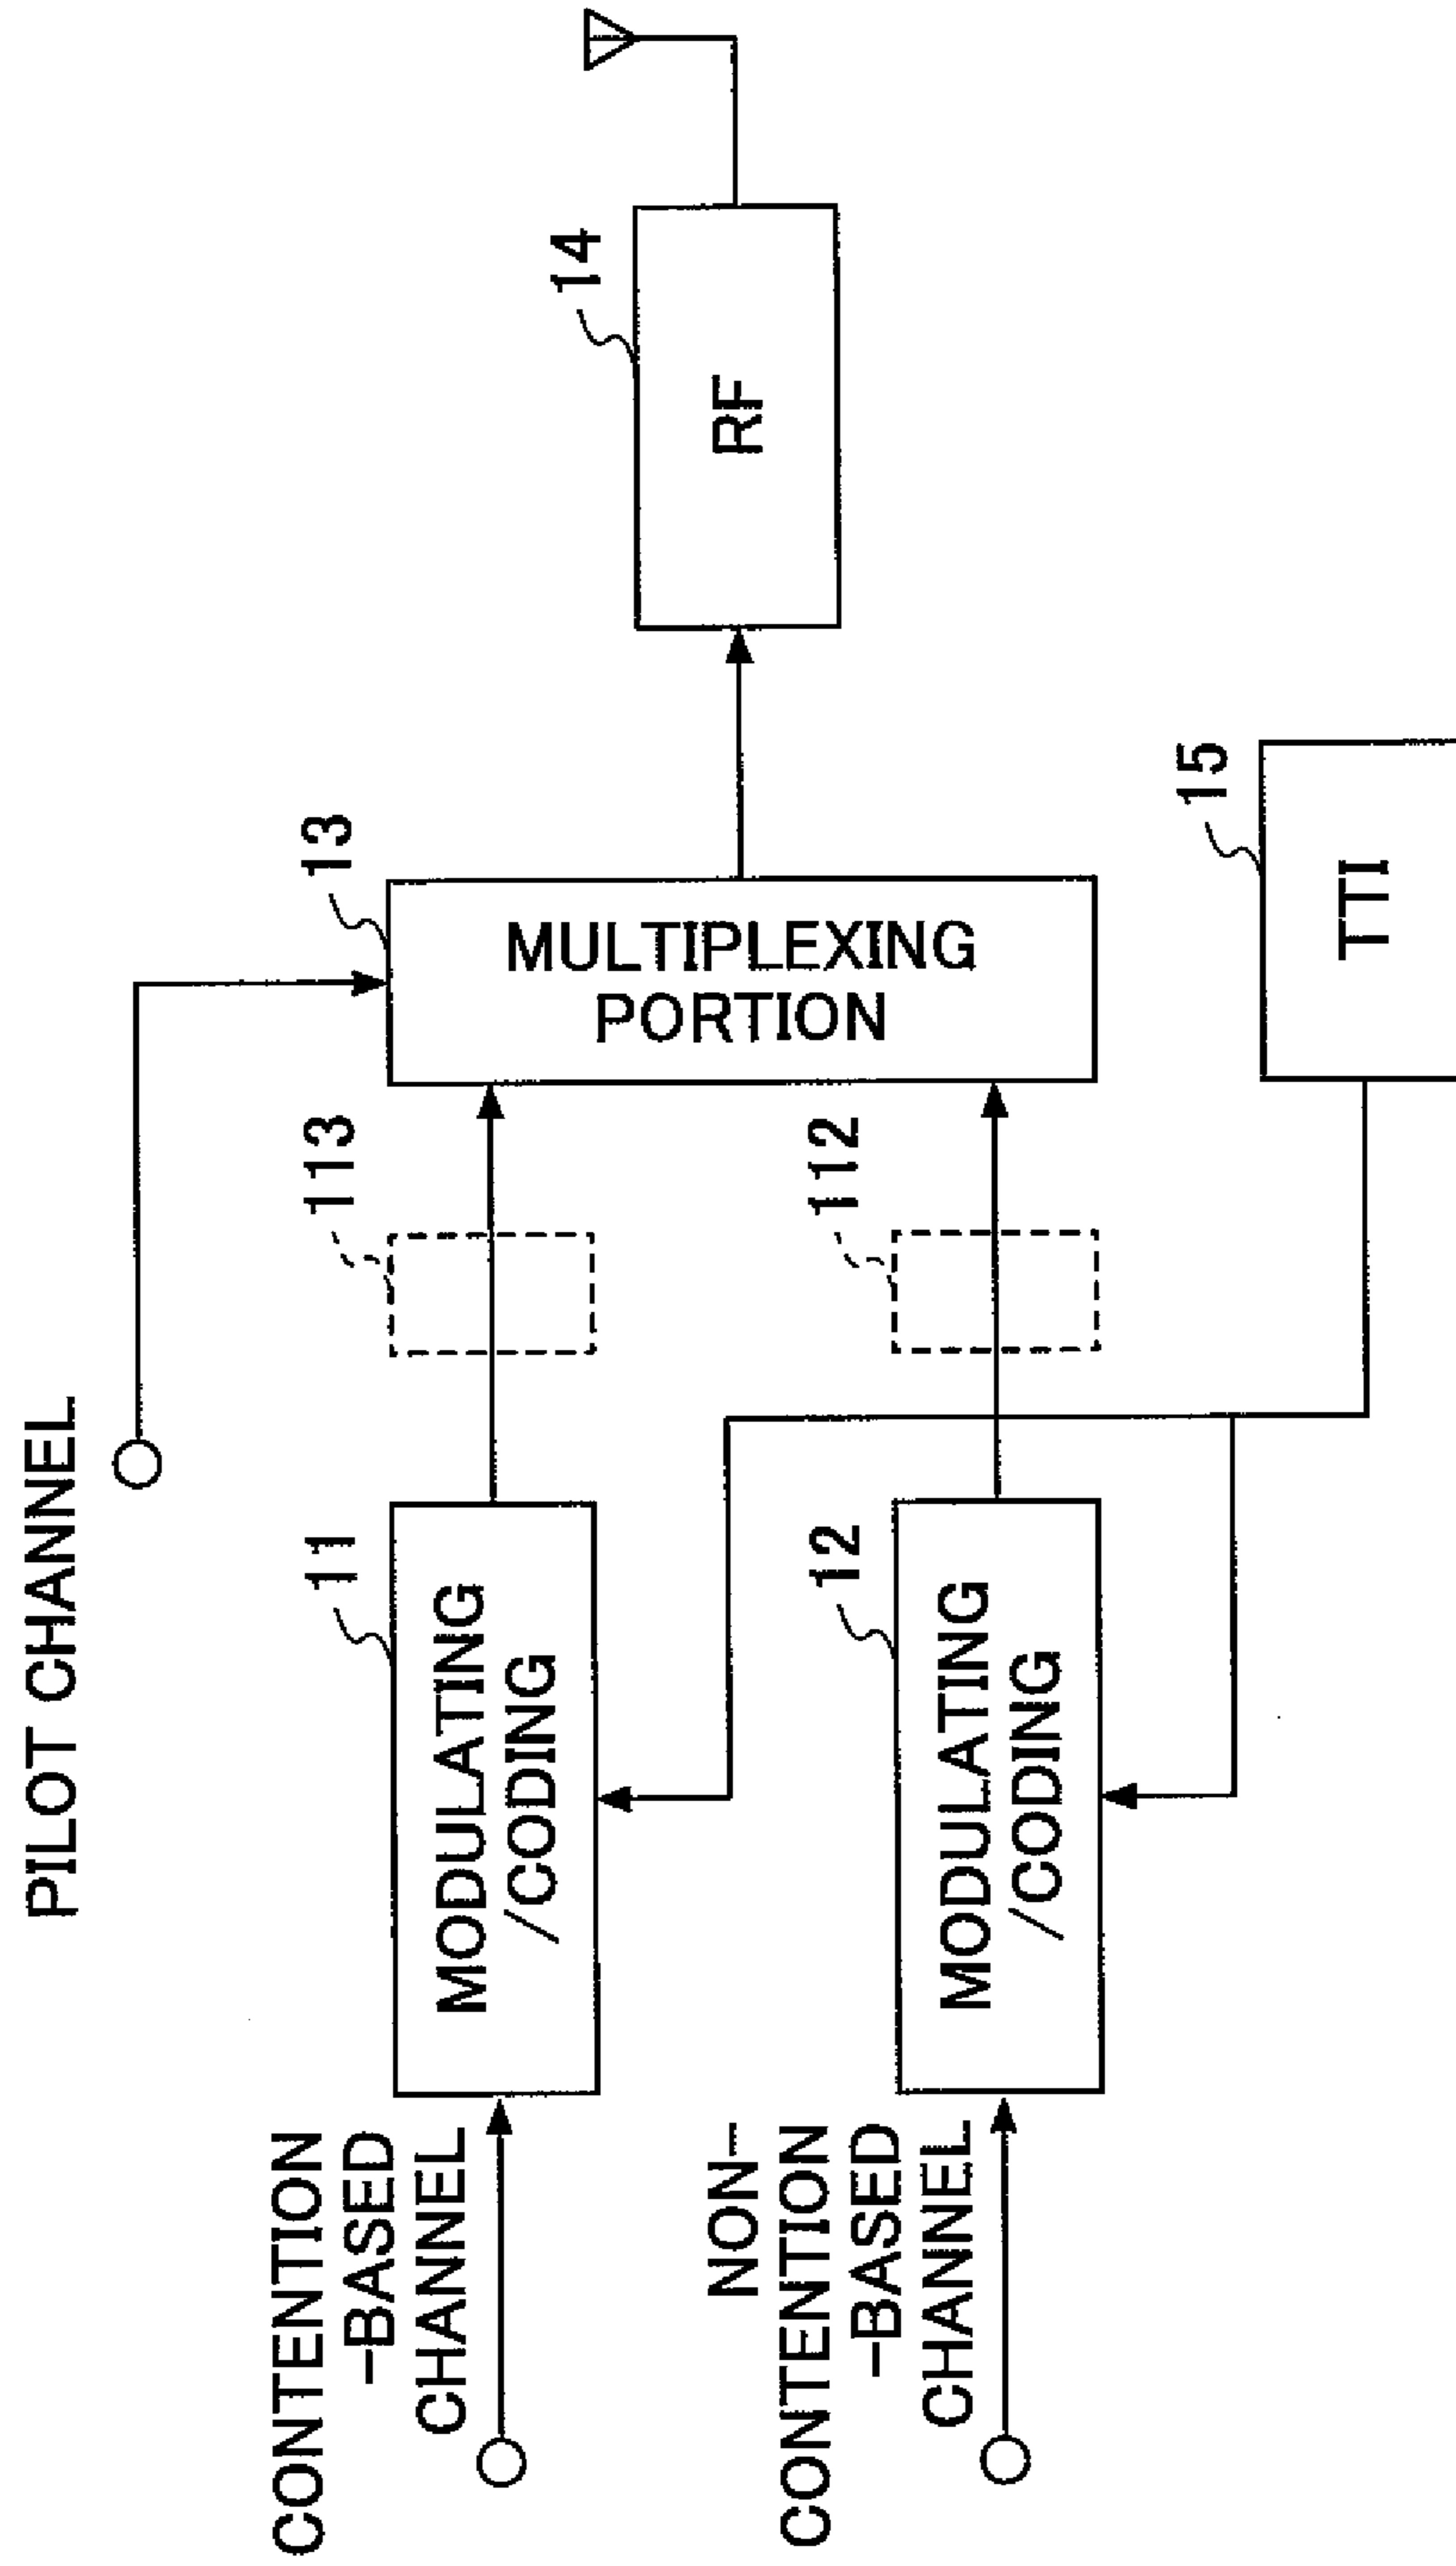 PILOT CHANNEL
CONTENTION
-BASED
CHANNEL
11
MODULATING
/CODING
113
13
MULTIPLEXING
PORTION
14
RF
NON-
CONTENTION
-BASED
CHANNEL
12
MODULATING
/CODING
112
15
TTI